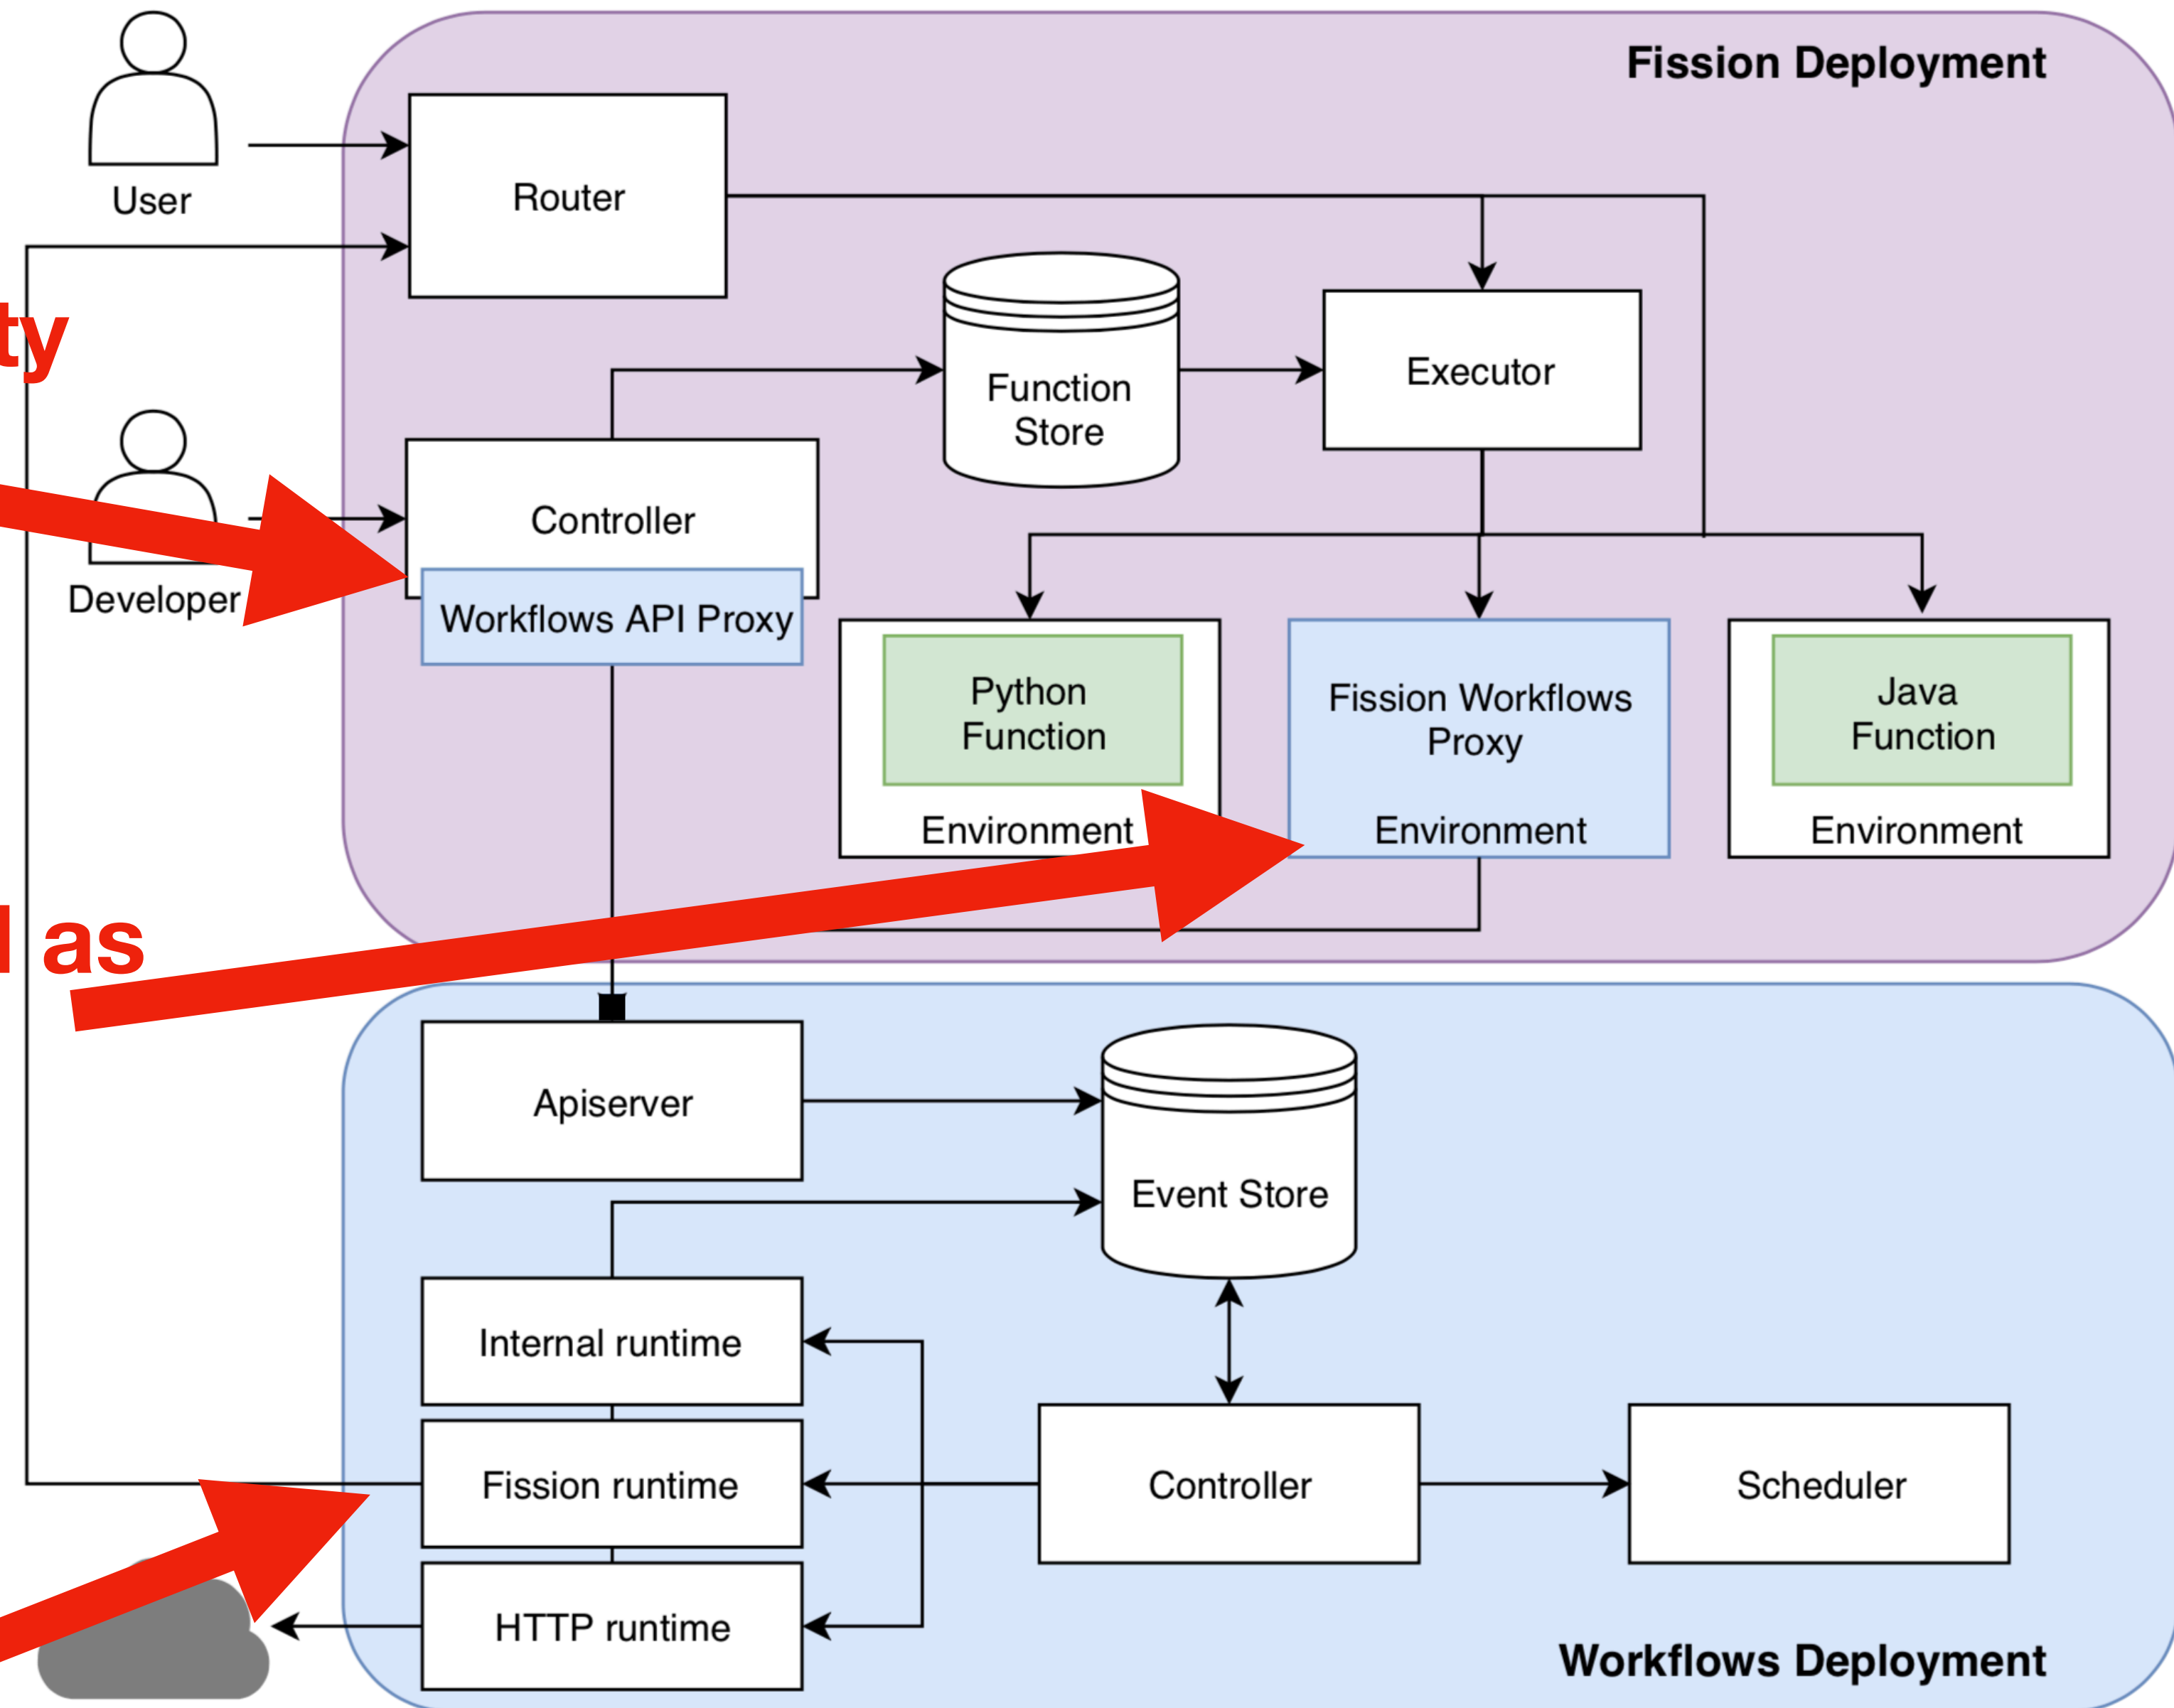 Fission Deployment
User
Router
ty
Function
Store
Executor
Controller
Developer
Workflows API Proxy
Python
Function
Environment
Fission Workflows
Proxy
Environment
Java
Function
Environment
as
Apiserver
Event Store
Internal runtime
Fission runtime
Controller
Scheduler
HTTP runtime
Workflows Deployment